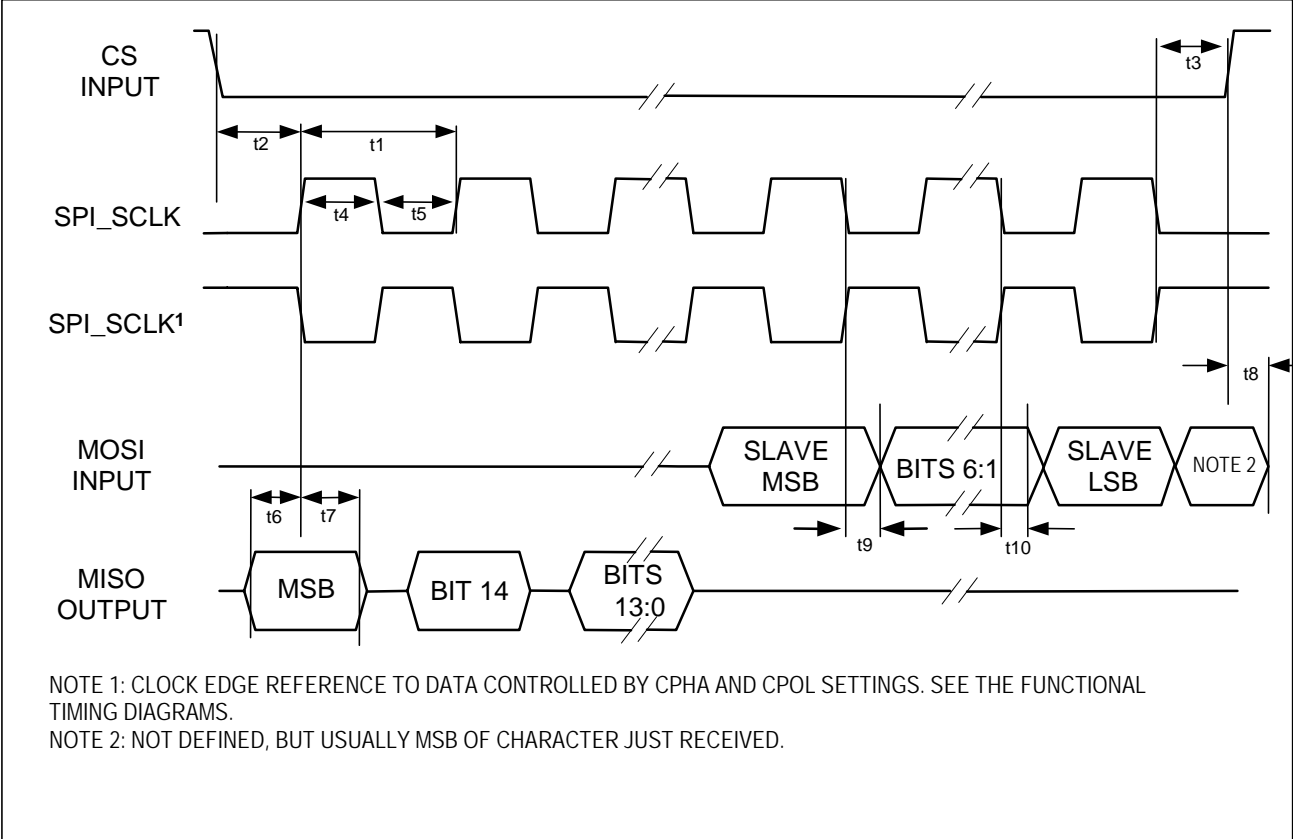 CS
INPUT
t3
t2
t1
SPI_SCLK
t4
t5
SPI_SCLK¹
t8
MOSI
INPUT
SLAVE
MSB
BITS 6:1
SLAVE
LSB
NOTE 2
t6
t7
t9
t10
MISO
OUTPUT
MSB
BIT 14
BITS
13:0
NOTE 1: CLOCK EDGE REFERENCE TO DATA CONTROLLED BY CPHA AND CPOL SETTINGS. SEE THE FUNCTIONAL
TIMING DIAGRAMS.
NOTE 2: NOT DEFINED, BUT USUALLY MSB OF CHARACTER JUST RECEIVED.